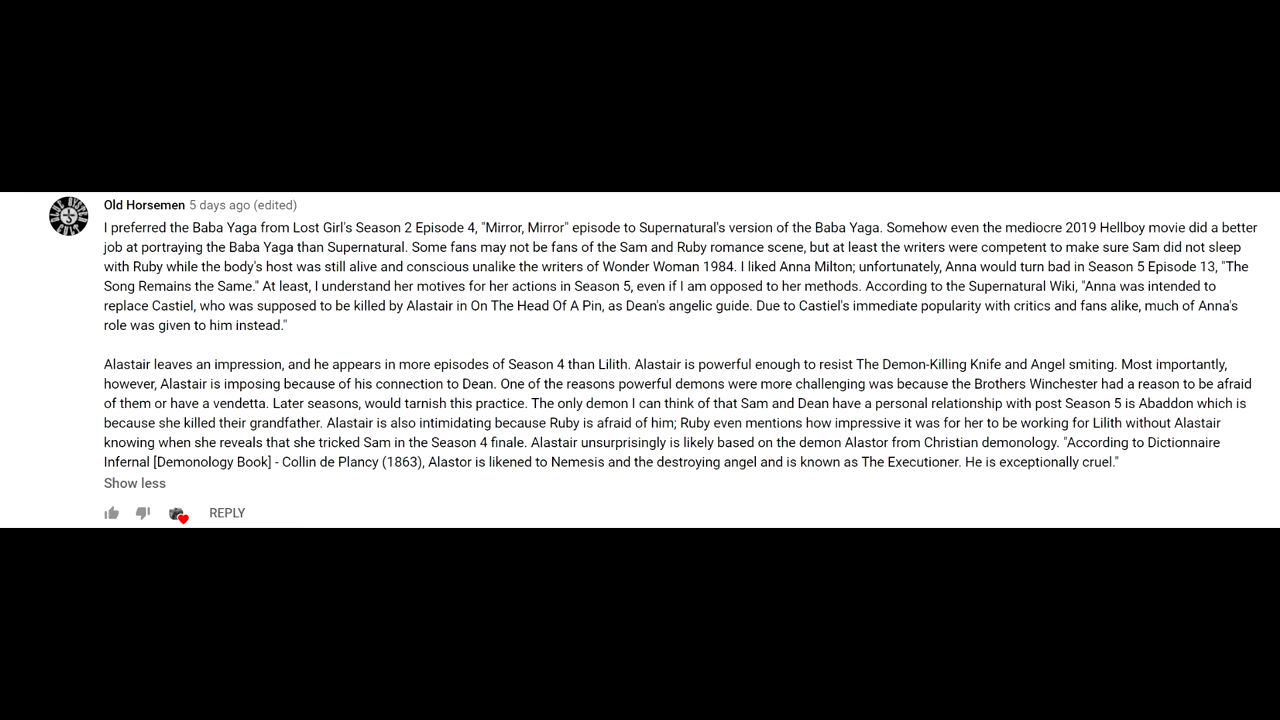 Old Horsemen 5 days ago (edited)
I preferred the Baba Yaga from Lost Girl's Season 2 Episode 4, "Mirror, Mirror" episode to Supernatural's version of the Baba Yaga. Somehow even the mediocre 2019 Hellboy movie did a better
job at portraying the Baba Yaga than Supernatural. Some fans may not be fans of the Sam and Ruby romance scene, but at least the writers were competent to make sure Sam did not sleep
with Ruby while the body's host was still alive and conscious unalike the writers of Wonder Woman 1984. I liked Anna Milton; unfortunately, Anna would turn bad in Season 5 Episode 13, "The
Song Remains the Same." At least, I understand her motives for her actions in Season 5, even if I am opposed to her methods. According to the Supernatural Wiki, "Anna was intended to
replace Castiel, who was supposed to be killed by Alastair in On The Head Of A Pin, as Dean's angelic guide. Due to Castiel's immediate popularity with critics and fans alike, much of Anna's
role was given to him instead."
Alastair leaves an impression, and he appears in more episodes of Season 4 than Lilith. Alastair is powerful enough to resist The Demon-Killing Knife and Angel smiting. Most importantly,
however, Alastair is imposing because of his connection to Dean. One of the reasons powerful demons were more challenging was because the Brothers Winchester had a reason to be afraid
of them or have a vendetta. Later seasons, would tarnish this practice. The only demon I can think of that Sam and Dean have a personal relationship with post Season 5 is Abaddon which is
because she killed their grandfather. Alastair is also intimidating because Ruby is afraid of him; Ruby even mentions how impressive it was for her to be working for Lilith without Alastair
knowing when she reveals that she tricked Sam in the Season 4 finale. Alastair unsurprisingly is likely based on the demon Alastor from Christian demonology. "According to Dictionnaire
Infernal [Demonology Book] - Collin de Plancy (1863), Alastor is likened to Nemesis and the destroying angel and is known as The Executioner. He is exceptionally cruel."
Show less
REPLY